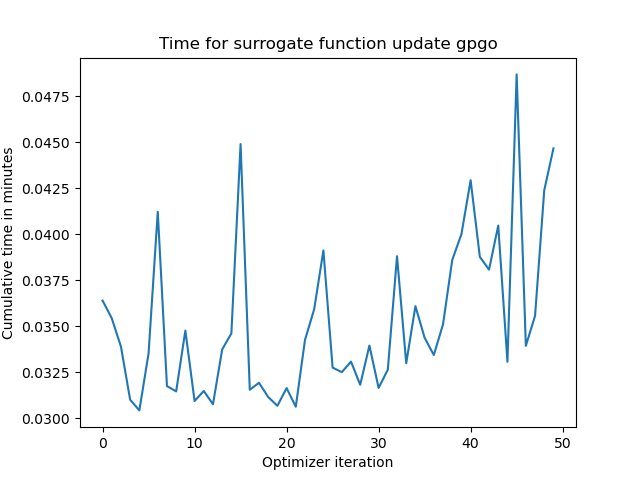 Time for surrogate function update gpgo
Cumulative time in minutes
0.0475
0.0450
0.0425
0.0400
0.0375
0.0350
0.0325
0.0300
0 10 20 30 40 50
Optimizer iteration